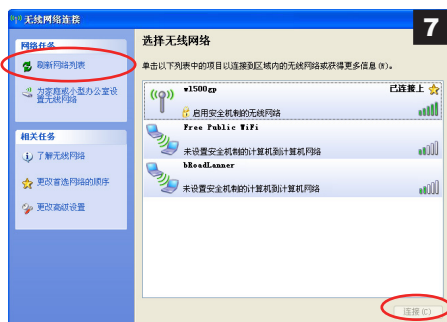 无线网络连接
7
网络任务
刷新网络列表
为家庭或小型办公室设
置无线网络
相关任务
了解无线网络
更改首选网络的顺序
更改高级设置
选择无线网络
单击以下列表中的项目以连接到区域内的无线网络或获得更多信息(W)。
wl500gp
已连接上
启用安全机制的无线网络
Free Public WiFi
未设置安全机制的计算机到计算机网络
bRoadLanner
未设置安全机制的计算机到计算机网络
连接(C)